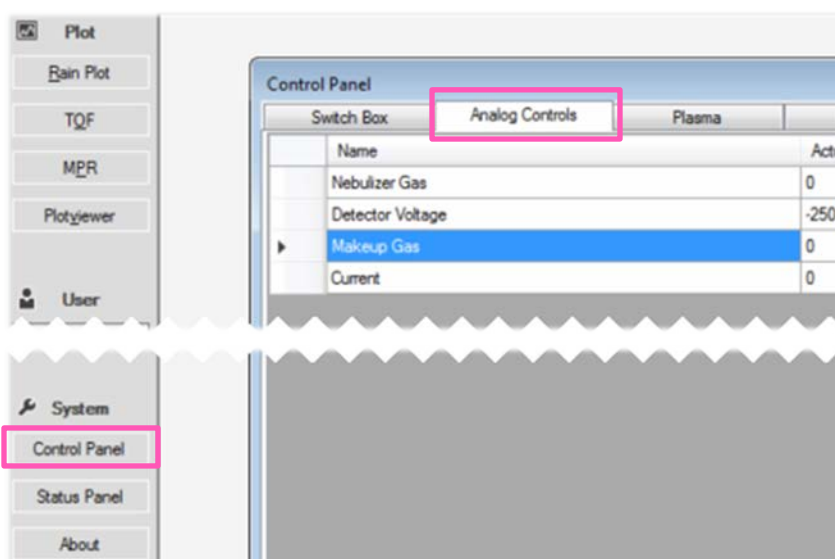 Plot
Rain Plot
TOF
MPR
Plotviewer
User
System
Control Panel
Status Panel
About
Control Panel
Switch Box Analog Controls Plasma
Name
Nebulizer Gas 0
Detector Voltage -250
Makeup Gas 0
Current 0